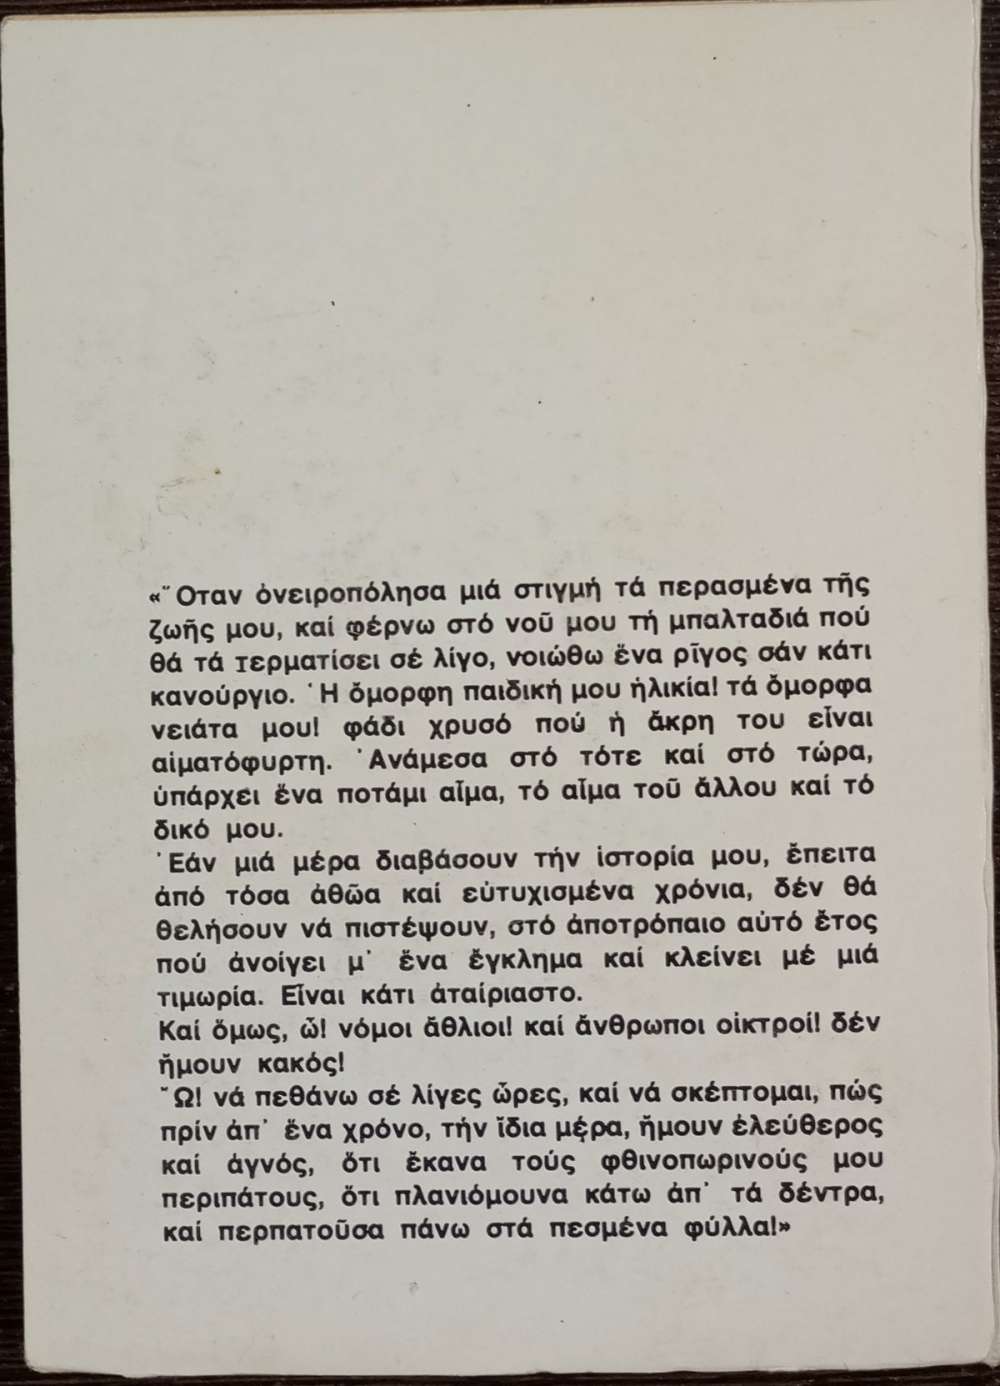 «Ὅταν ὀνειροπόλησα μιά στιγμή τά περασμένα τῆς
ζωῆς μου, καί φέρνω στό νοῦ μου τή μπαλταδιά πού
θά τά τερματίσει σέ λίγο, νοιώθω ἕνα ρῖγος σάν κάτι
κανούργιο. Ἡ ὄμορφη παιδική μου ἡλικία! τά ὄμορφα
νειάτα μου! φάδι χρυσό πού ἡ ἄκρη του εἶναι
αἱματόφυρτη. Ἀνάμεσα στό τότε καί στό τώρα,
ὑπάρχει ἕνα ποτάμι αἷμα, τό αἷμα τοῦ ἄλλου καί τό
δικό μου.
Ἐάν μιά μέρα διαβάσουν τήν ἱστορία μου, ἔπειτα
ἀπό τόσα ἀθῶα καί εὐτυχισμένα χρόνια, δέν θά
θελήσουν νά πιστέψουν, στό ἀποτρόπαιο αὐτό ἔτος
πού ἀνοίγει μ' ἕνα ἔγκλημα καί κλείνει μέ μιά
τιμωρία. Εἶναι κάτι ἀταίριαστο.
Καί ὅμως, ὦ! νόμοι ἄθλιοι! καί ἄνθρωποι οἰκτροί! δέν
ἤμουν κακός!
Ὤ! νά πεθάνω σέ λίγες ὧρες, καί νά σκέπτομαι, πώς
πρίν ἀπ' ἕνα χρόνο, τήν ἴδια μέρα, ἤμουν ἐλεύθερος
καί ἁγνός, ὅτι ἔκανα τούς φθινοπωρινούς μου
περιπάτους, ὅτι πλανιόμουνα κάτω ἀπ' τά δέντρα,
καί περπατοῦσα πάνω στά πεσμένα φύλλα!»